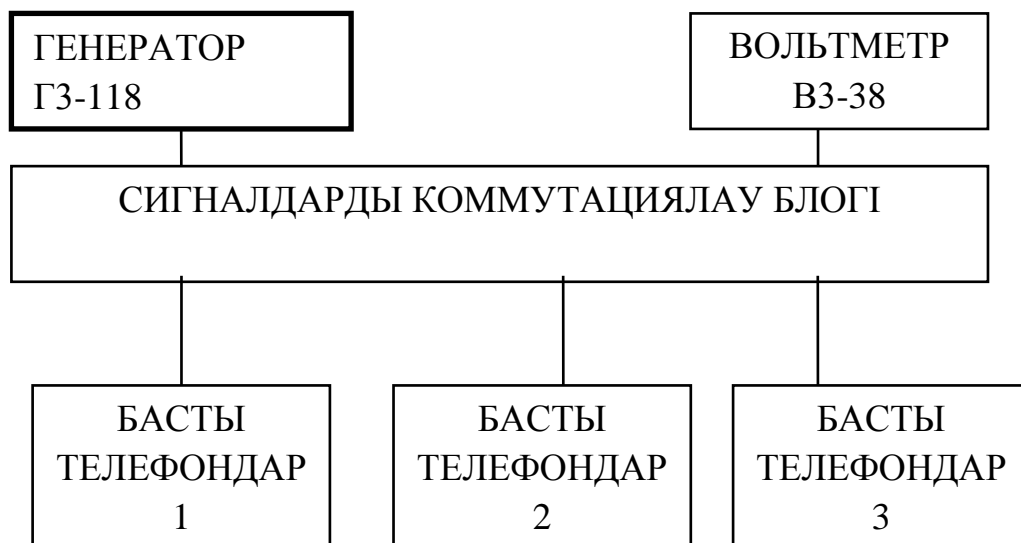 ГЕНЕРАТОР
Г3-118
ВОЛЬТМЕТР
В3-38
СИГНАЛДАРДЫ КОММУТАЦИЯЛАУ БЛОГІ
БАСТЫ
ТЕЛЕФОНДАР
1
БАСТЫ
ТЕЛЕФОНДАР
2
БАСТЫ
ТЕЛЕФОНДАР
3